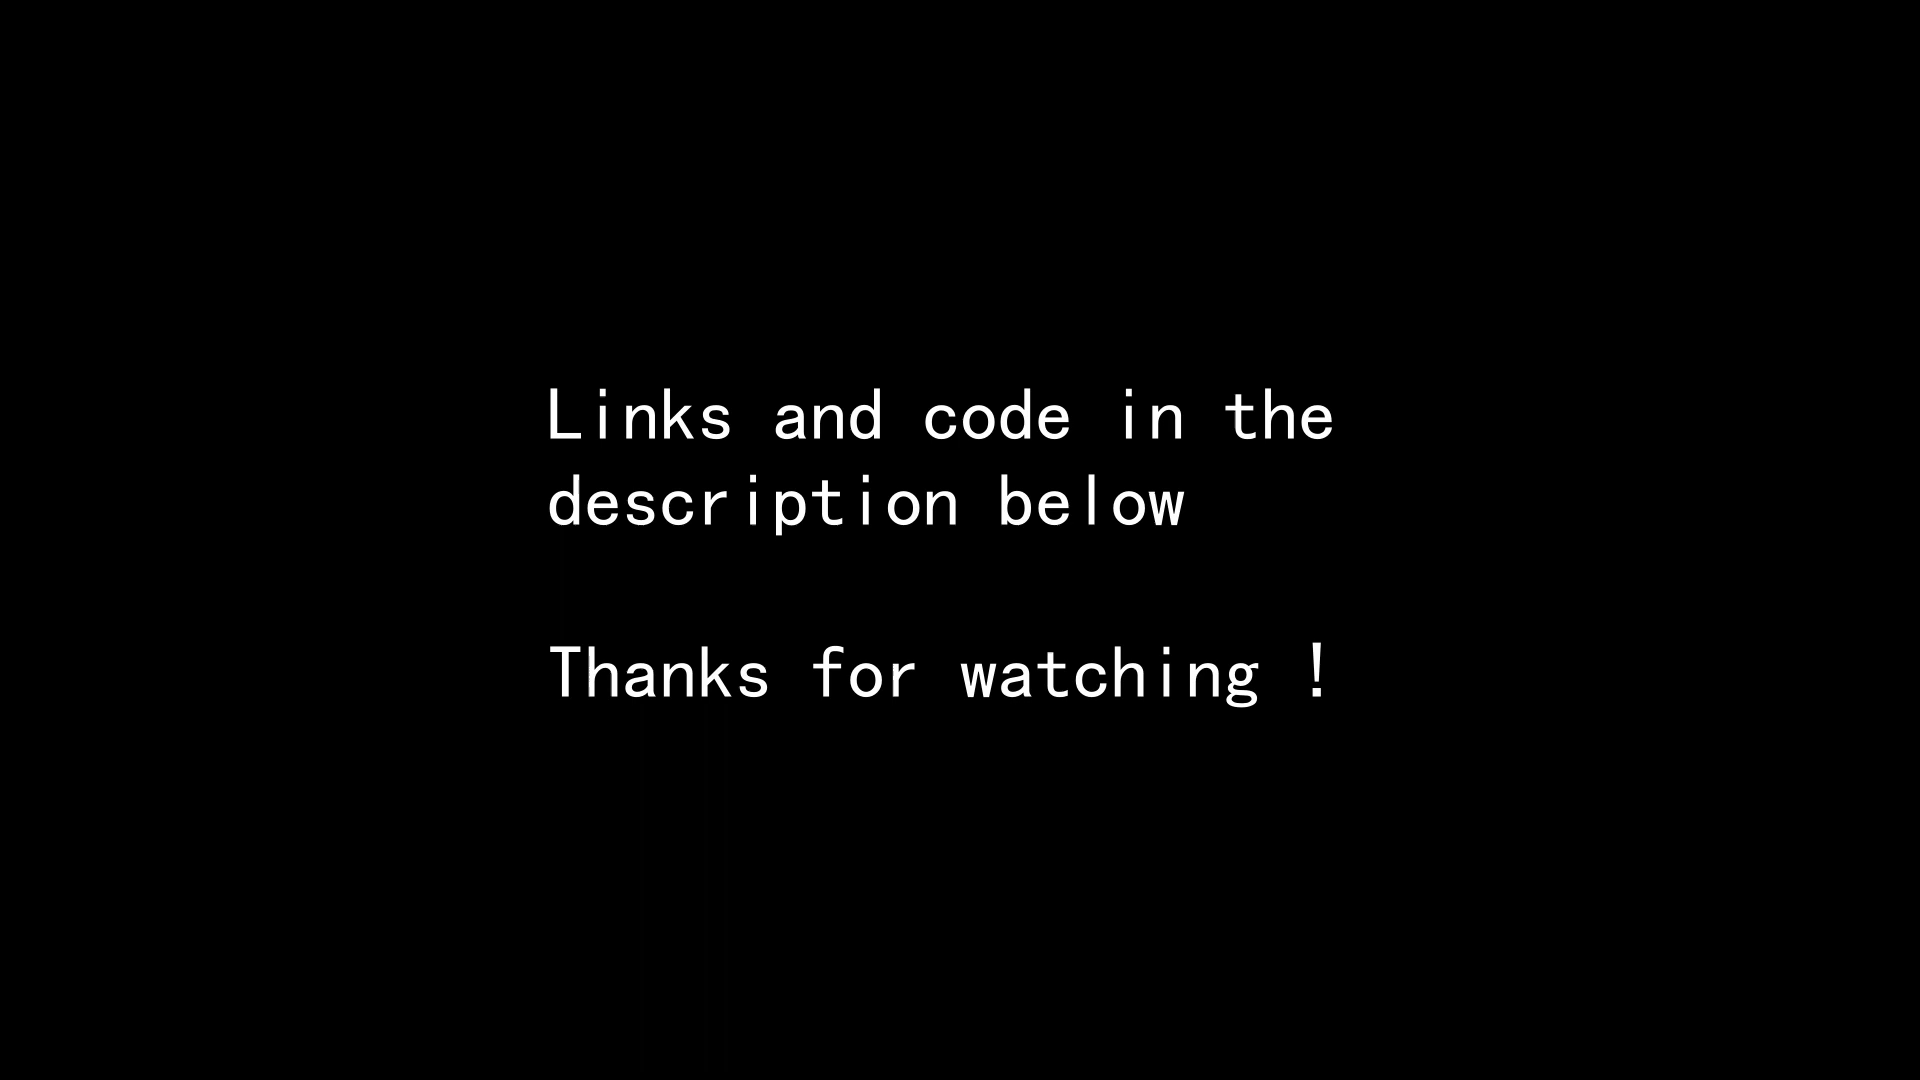 Links and code in the
description below
Thanks for watching !